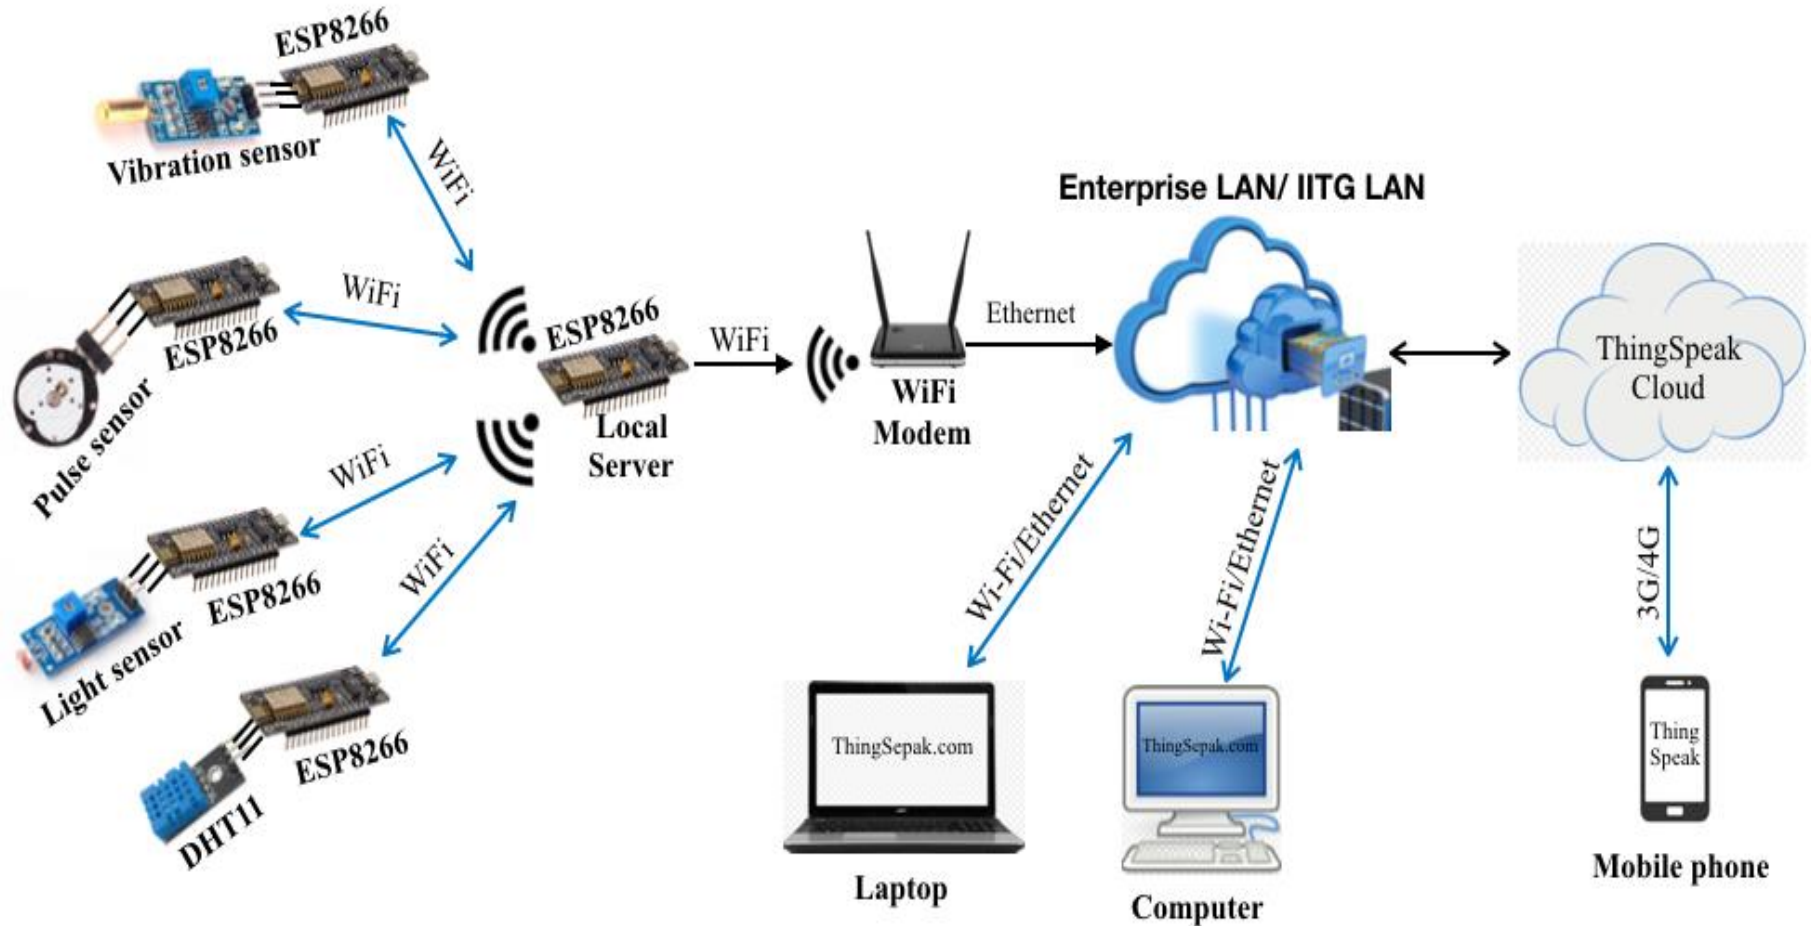 ESP8266
Vibration sensor
WiFi
ESP8266
Pulse sensor
WiFi
ESP8266
Light sensor
WiFi
ESP8266
DHT11
WiFi
ESP8266
Local
Server
WiFi
WiFi
Modem
Ethernet
Enterprise LAN/ IITG LAN
ThingSpeak
Cloud
Wi-Fi/Ethernet
Wi-Fi/Ethernet
3G/4G
ThingSepak.com
Laptop
ThingSepak.com
Computer
Thing
Speak
Mobile phone